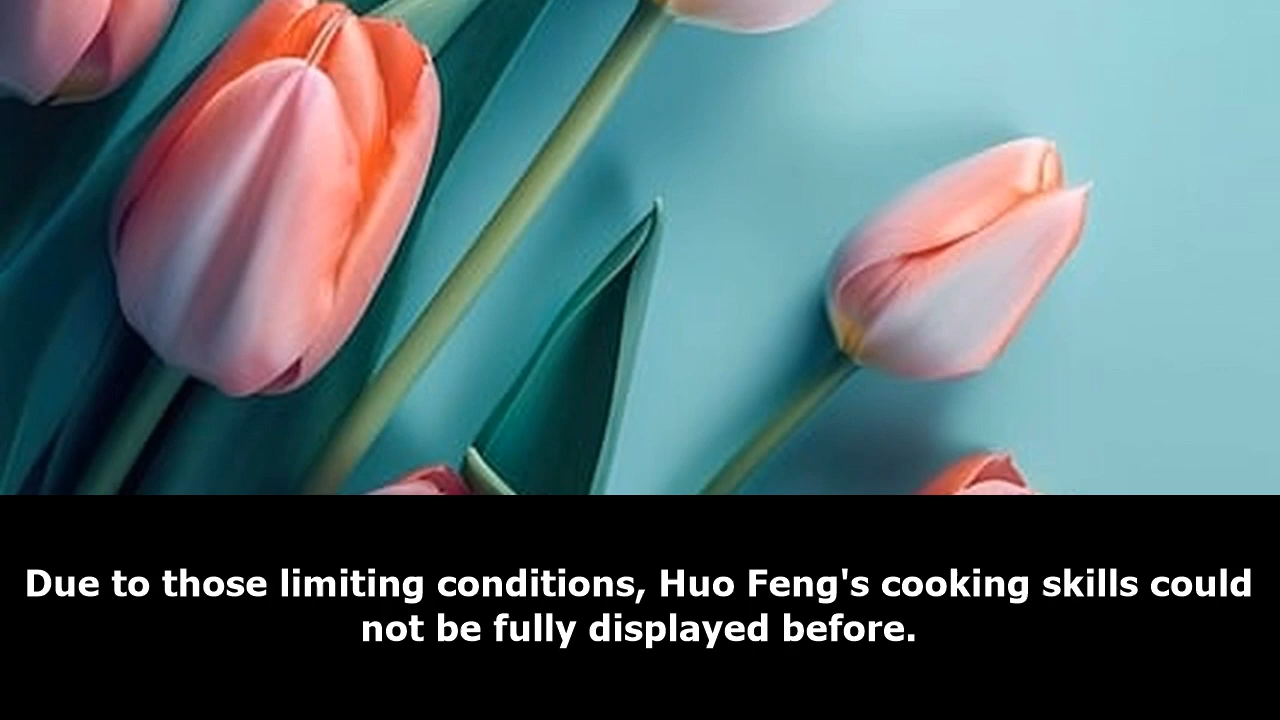 Due to those limiting conditions, Huo Feng's cooking skills could
not be fully displayed before.